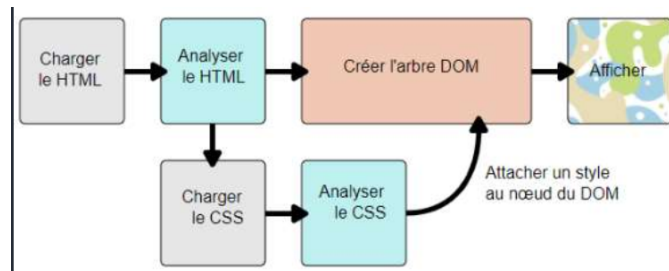 Charger
le HTML
Analyser
le HTML
Créer l'arbre DOM
Afficher
Charger
le CSS
Analyser
le CSS
Attacher un style
au nœud du DOM